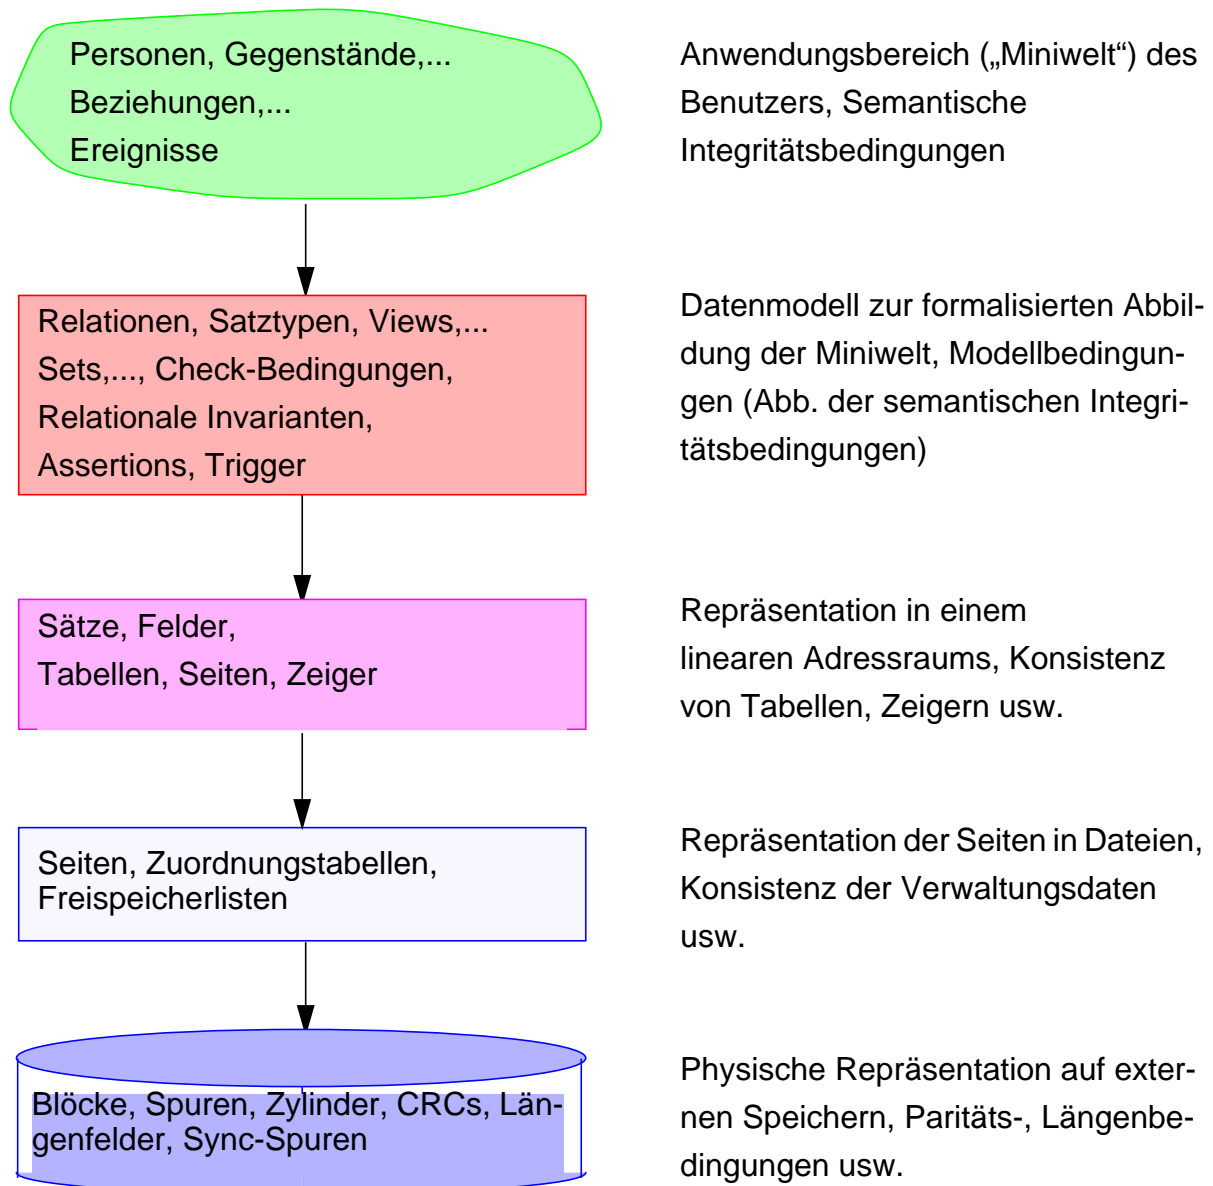 Personen, Gegenstände,...
Beziehungen,...
Ereignisse
Anwendungsbereich („Miniwelt“) des
Benutzers, Semantische
Integritätsbedingungen
Relationen, Satztypen, Views,...
Sets,..., Check-Bedingungen,
Relationale Invarianten,
Assertions, Trigger
Datenmodell zur formalisierten Abbil-
dung der Miniwelt, Modellbedingun-
gen (Abb. der semantischen Integri-
tätsbedingungen)
Sätze, Felder,
Tabellen, Seiten, Zeiger
Repräsentation in einem
linearen Adressraums, Konsistenz
von Tabellen, Zeigern usw.
Seiten, Zuordnungstabellen,
Freispeicherlisten
Repräsentation der Seiten in Dateien,
Konsistenz der Verwaltungsdaten
usw.
Blöcke, Spuren, Zylinder, CRCs, Län-
genfelder, Sync-Spuren
Physische Repräsentation auf exter-
nen Speichern, Paritäts-, Längenbe-
dingungen usw.